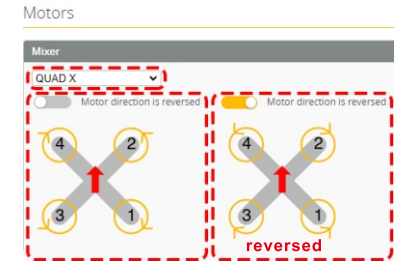 Motors
Mixer
QUAD X
Motor direction is reversed
Motor direction is reversed
4 2
4 2
3 1
3 1
reversed